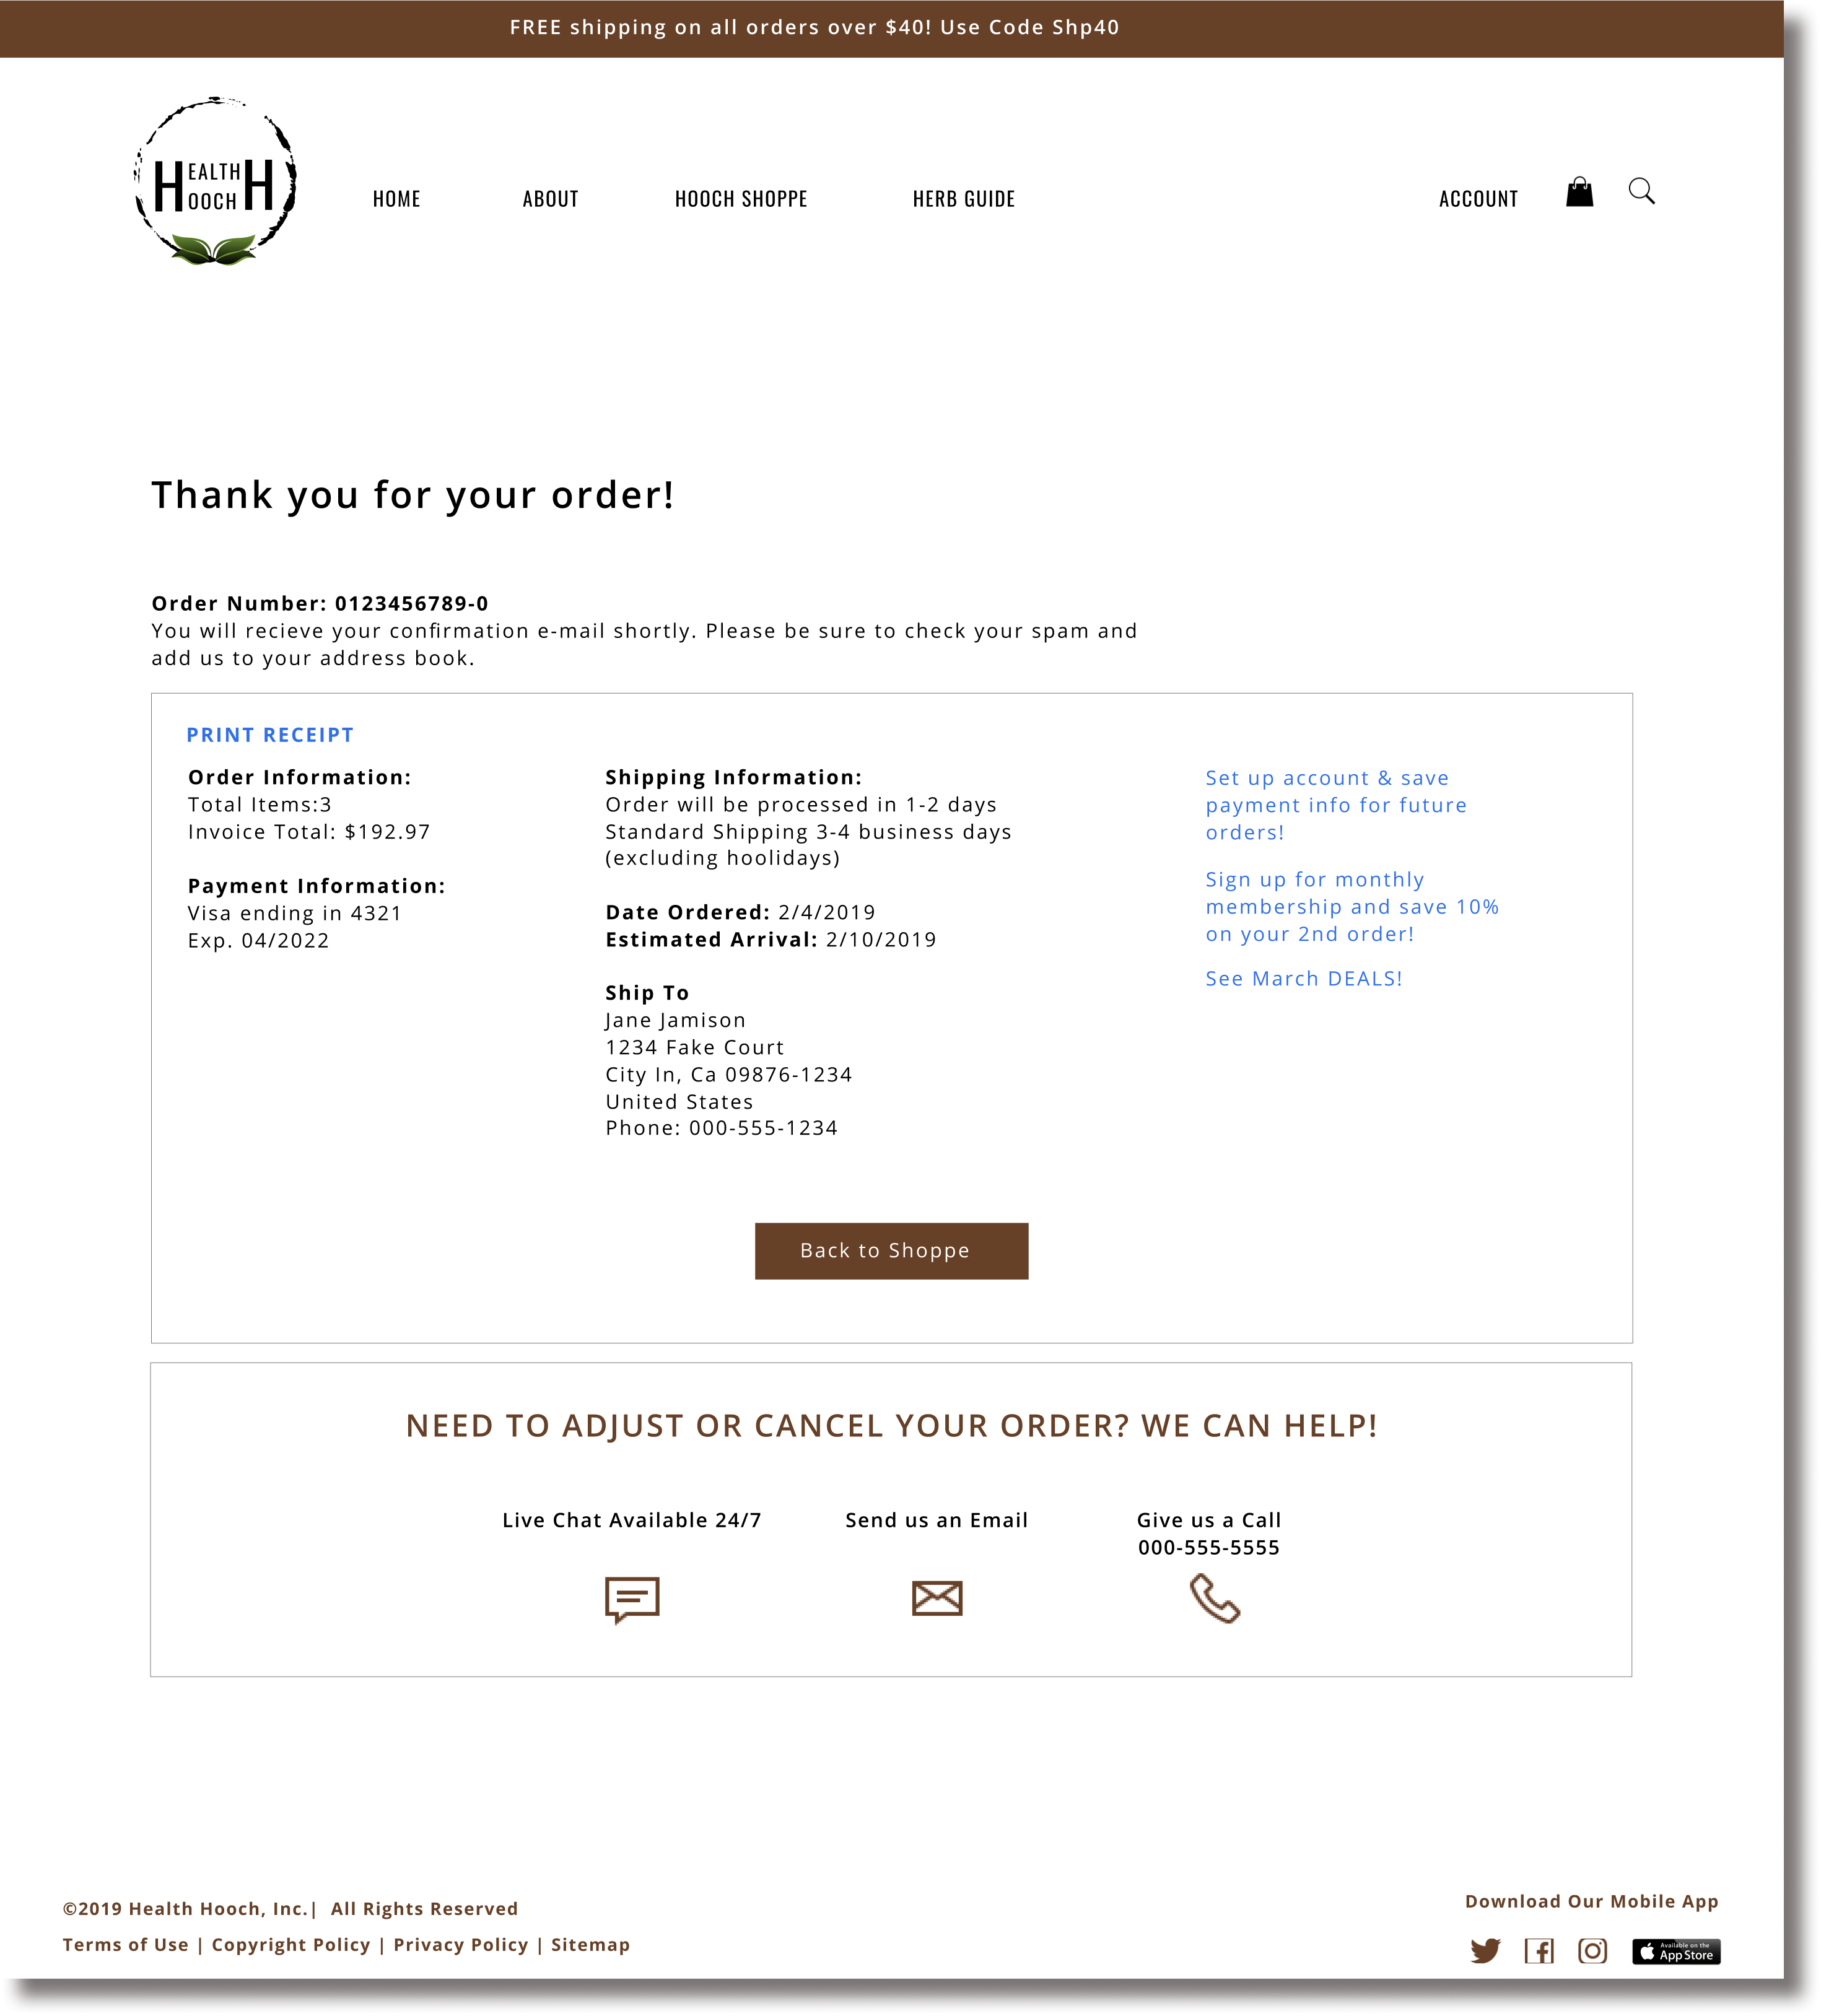 FREE shipping on all orders over $40! Use Code Shp40
HEALTH H
HOOCH
HOME ABOUT HOOCH SHOPPE HERB GUIDE ACCOUNT
Thank you for your order!
Order Number: 0123456789-0
You will recieve your confirmation e-mail shortly. Please be sure to check your spam and
add us to your address book.
PRINT RECEIPT
Order Information:
Total Items:3
Invoice Total: $192.97
Payment Information:
Visa ending in 4321
Exp. 04/2022
Shipping Information:
Order will be processed in 1-2 days
Standard Shipping 3-4 business days
(excluding hoolidays)
Date Ordered: 2/4/2019
Estimated Arrival: 2/10/2019
Ship To
Jane Jamison
1234 Fake Court
City In, Ca 09876-1234
United States
Phone: 000-555-1234
Set up account & save
payment info for future
orders!
Sign up for monthly
membership and save 10%
on your 2nd order!
See March DEALS!
Back to Shoppe
NEED TO ADJUST OR CANCEL YOUR ORDER? WE CAN HELP!
Live Chat Available 24/7
Send us an Email
Give us a Call
000-555-5555
©2019 Health Hooch, Inc.| All Rights Reserved
Terms of Use | Copyright Policy | Privacy Policy | Sitemap
Download Our Mobile App
Available on the
App Store